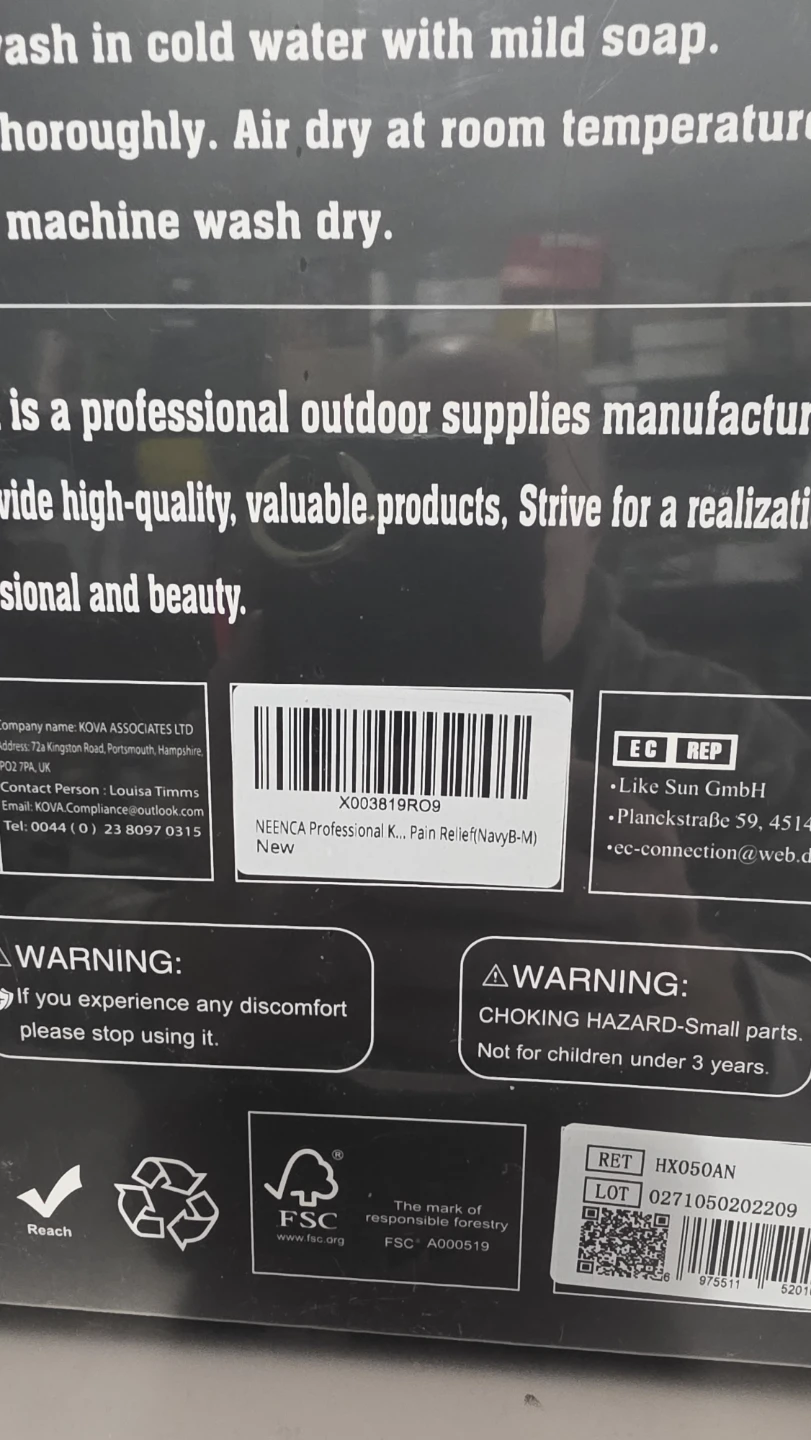 ash in cold water with mild soap.
horoughly. Air dry at room temperature
machine wash dry.
is a professional outdoor supplies manufactur
vide high-quality, valuable products, Strive for a realizati
sional and beauty.
ompany name: KOVA ASSOCIATES LTD
Address: 72a Kingston Road, Portsmouth, Hampshire,
PO2 7PA, UK
Contact Person : Louisa Timms
Email: KOVA.Compliance@outlook.com
Tel: 0044 ( 0 ) 23 8097 0315
X003819RO9
NEENCA Professional K... Pain Relief(NavyB-M)
New
EC REP
•Like Sun GmbH
•Planckstraße 59, 4514
•ec-connection@web.d
WARNING:
If you experience any discomfort
please stop using it.
WARNING:
CHOKING HAZARD-Small parts.
Not for children under 3 years.
Reach
FSC®
www.fsc.org
The mark of
responsible forestry
FSC® A000519
RET HX050AN
LOT 0271050202209
6 975511 5201